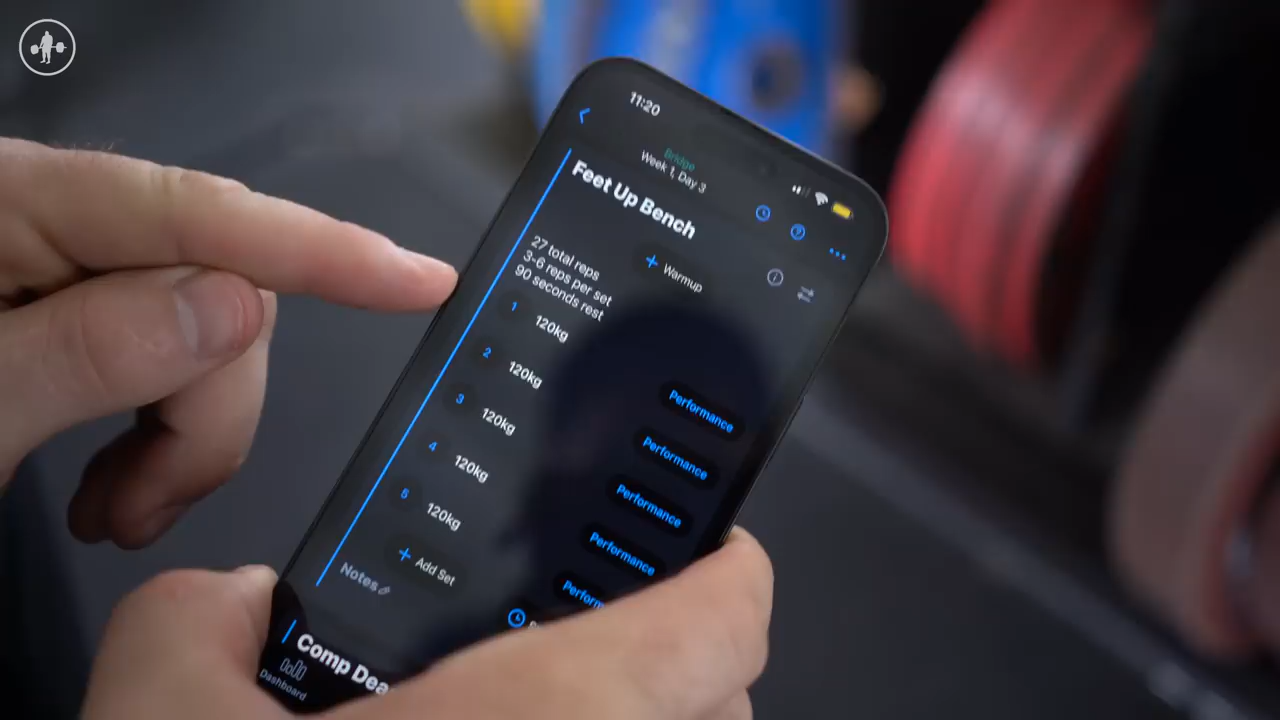 11:20
Bridge
Week 1, Day 3
Feet Up Bench
+ Warmup
27 total reps
3-6 reps per set
90 seconds rest
1 120kg Performance
2 120kg Performance
3 120kg Performance
4 120kg Performance
5 120kg
+ Add Set
Notes
Dashboard